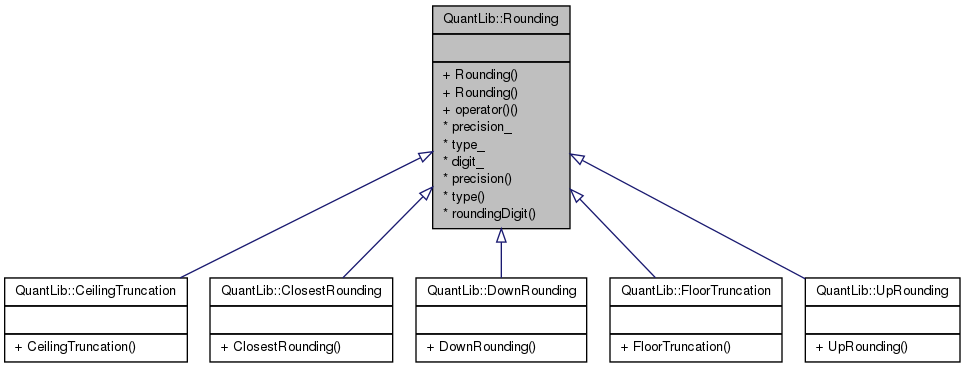 QuantLib::Rounding
+ Rounding()
+ Rounding()
+ operator()()
* precision_
* type_
* digit_
* precision()
* type()
* roundingDigit()
QuantLib::CeilingTruncation
+ CeilingTruncation()
QuantLib::ClosestRounding
+ ClosestRounding()
QuantLib::DownRounding
+ DownRounding()
QuantLib::FloorTruncation
+ FloorTruncation()
QuantLib::UpRounding
+ UpRounding()